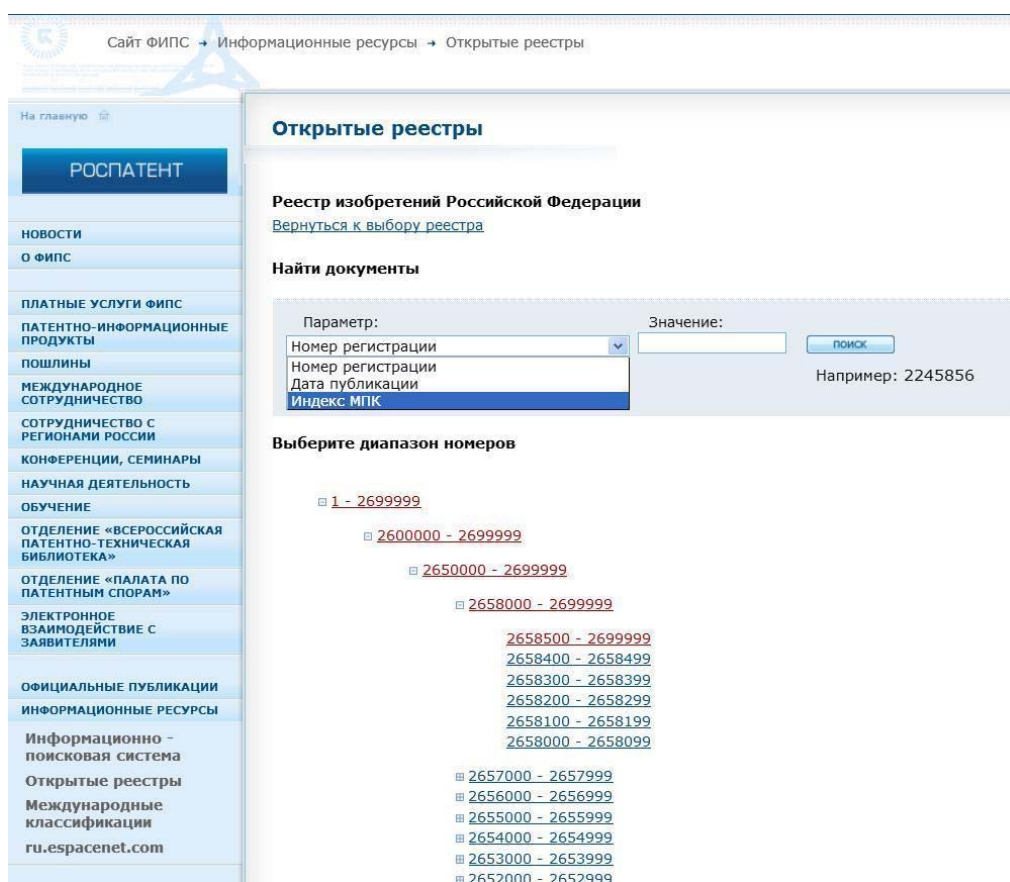 Сайт ФИПС → Информационные ресурсы → Открытые реестры
На главную
РОСПАТЕНТ
НОВОСТИ
О ФИПС
ПЛАТНЫЕ УСЛУГИ ФИПС
ПАТЕНТНО-ИНФОРМАЦИОННЫЕ
ПРОДУКТЫ
ПОШЛИНЫ
МЕЖДУНАРОДНОЕ
СОТРУДНИЧЕСТВО
СОТРУДНИЧЕСТВО С
РЕГИОНАМИ РОССИИ
КОНФЕРЕНЦИИ, СЕМИНАРЫ
НАУЧНАЯ ДЕЯТЕЛЬНОСТЬ
ОБУЧЕНИЕ
ОТДЕЛЕНИЕ «ВСЕРОССИЙСКАЯ
ПАТЕНТНО-ТЕХНИЧЕСКАЯ
БИБЛИОТЕКА»
ОТДЕЛЕНИЕ «ПАЛАТА ПО
ПАТЕНТНЫМ СПОРАМ»
ЭЛЕКТРОННОЕ
ВЗАИМОДЕЙСТВИЕ С
ЗАЯВИТЕЛЯМИ
ОФИЦИАЛЬНЫЕ ПУБЛИКАЦИИ
ИНФОРМАЦИОННЫЕ РЕСУРСЫ
Информационно -
поисковая система
Открытые реестры
Международные
классификации
ru.espacenet.com
Открытые реестры
Реестр изобретений Российской Федерации
Вернуться к выбору реестра
Найти документы
Параметр: Значение:
Номер регистрации поиск
Номер регистрации
Дата публикации
Индекс МПК
Например: 2245856
Выберите диапазон номеров
1 - 2699999
2600000 - 2699999
2650000 - 2699999
2658000 - 2699999
2658500 - 2699999
2658400 - 2658499
2658300 - 2658399
2658200 - 2658299
2658100 - 2658199
2658000 - 2658099
2657000 - 2657999
2656000 - 2656999
2655000 - 2655999
2654000 - 2654999
2653000 - 2653999
2652000 - 2652999